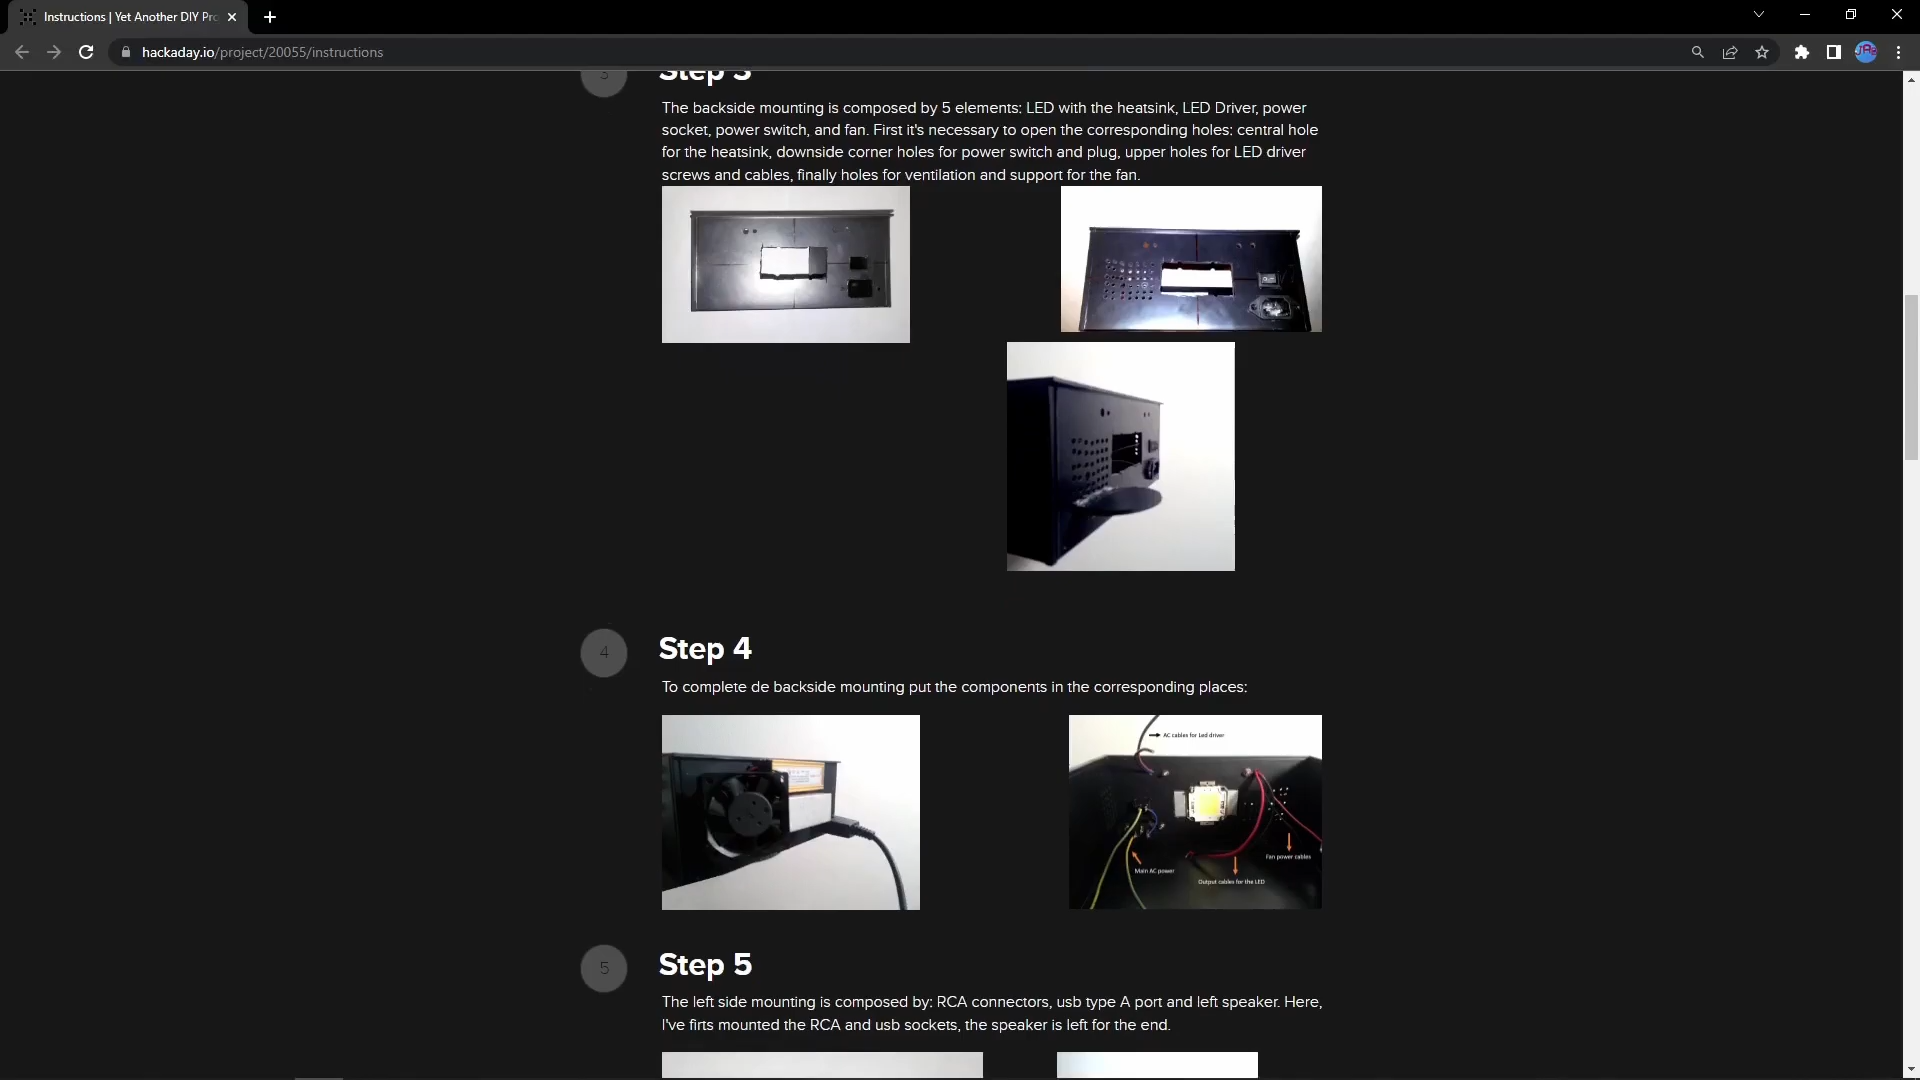 Instructions | Yet Another DIY Pro
hackaday.io/project/20055/instructions
3
Step 3
The backside mounting is composed by 5 elements: LED with the heatsink, LED Driver, power
socket, power switch, and fan. First it's necessary to open the corresponding holes: central hole
for the heatsink, downside corner holes for power switch and plug, upper holes for LED driver
screws and cables, finally holes for ventilation and support for the fan.
4
Step 4
To complete de backside mounting put the components in the corresponding places:
AC cables for Led driver
Main AC power
Fan power cables
Output cables for the LED
5
Step 5
The left side mounting is composed by: RCA connectors, usb type A port and left speaker. Here,
I've firts mounted the RCA and usb sockets, the speaker is left for the end.